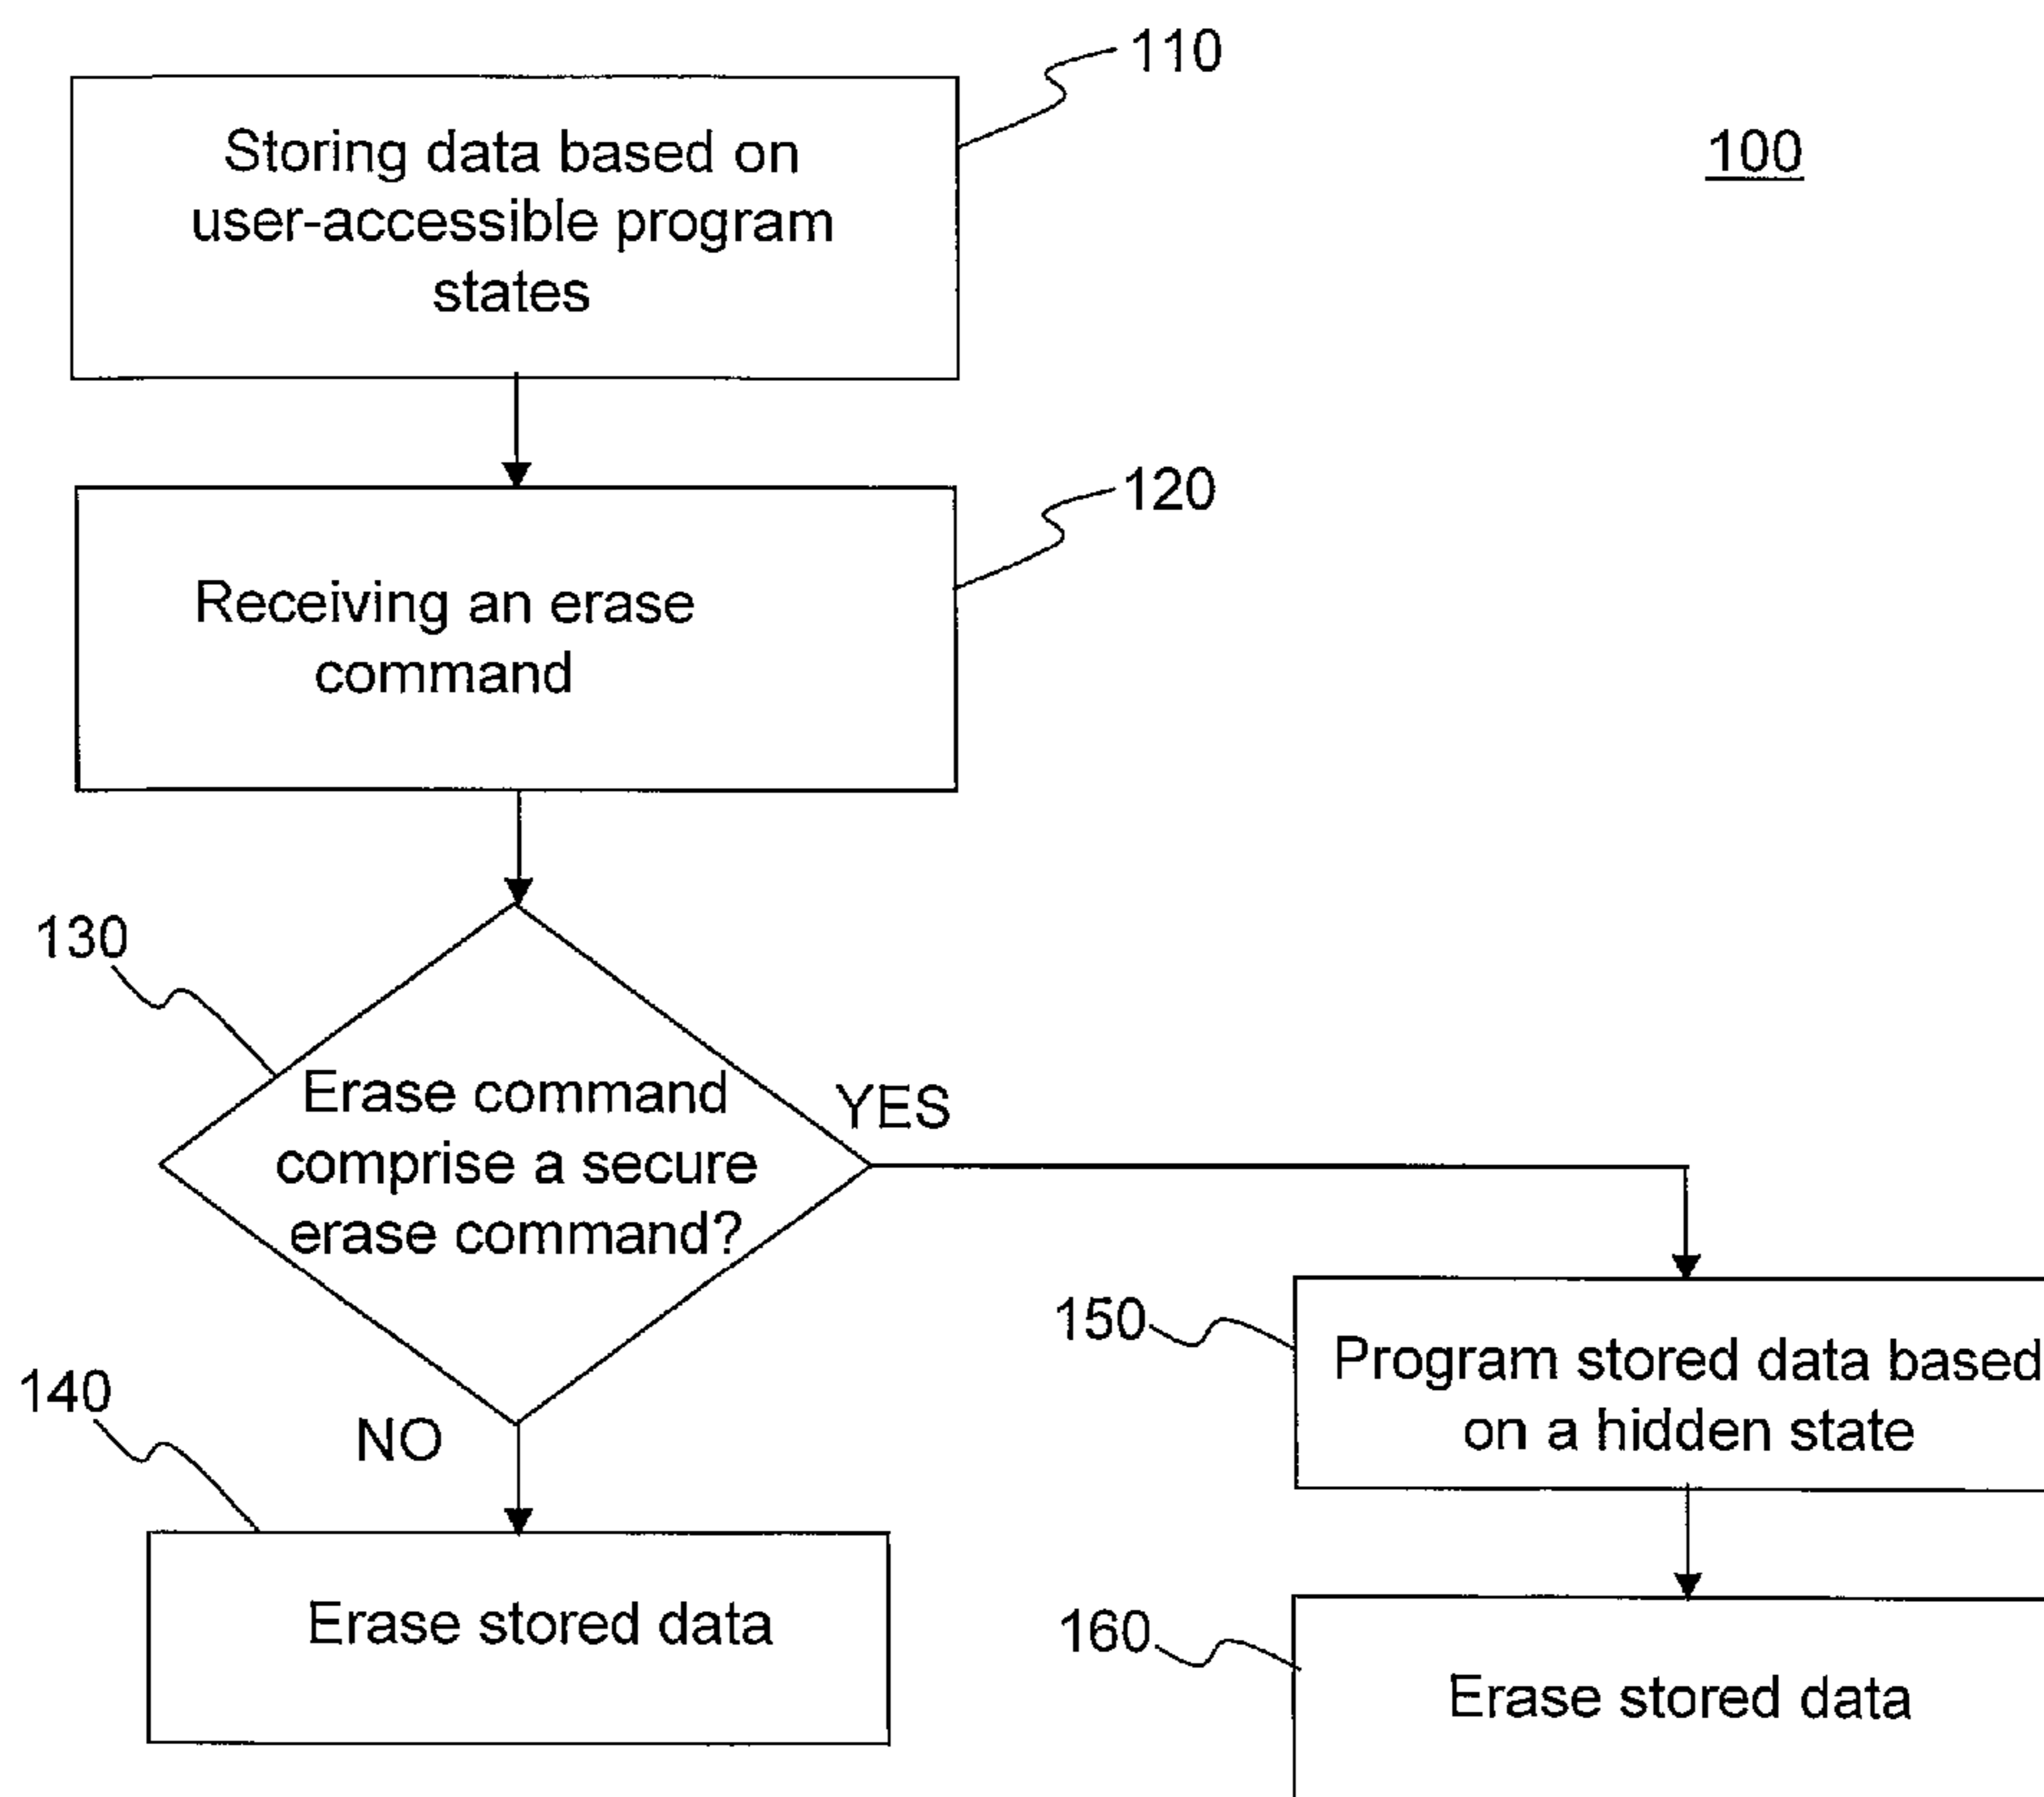 110
Storing data based on
user-accessible program
states
100
120
Receiving an erase
command
130
Erase command
comprise a secure
erase command?
YES
150
Program stored data based
on a hidden state
140
NO
Erase stored data
160
Erase stored data